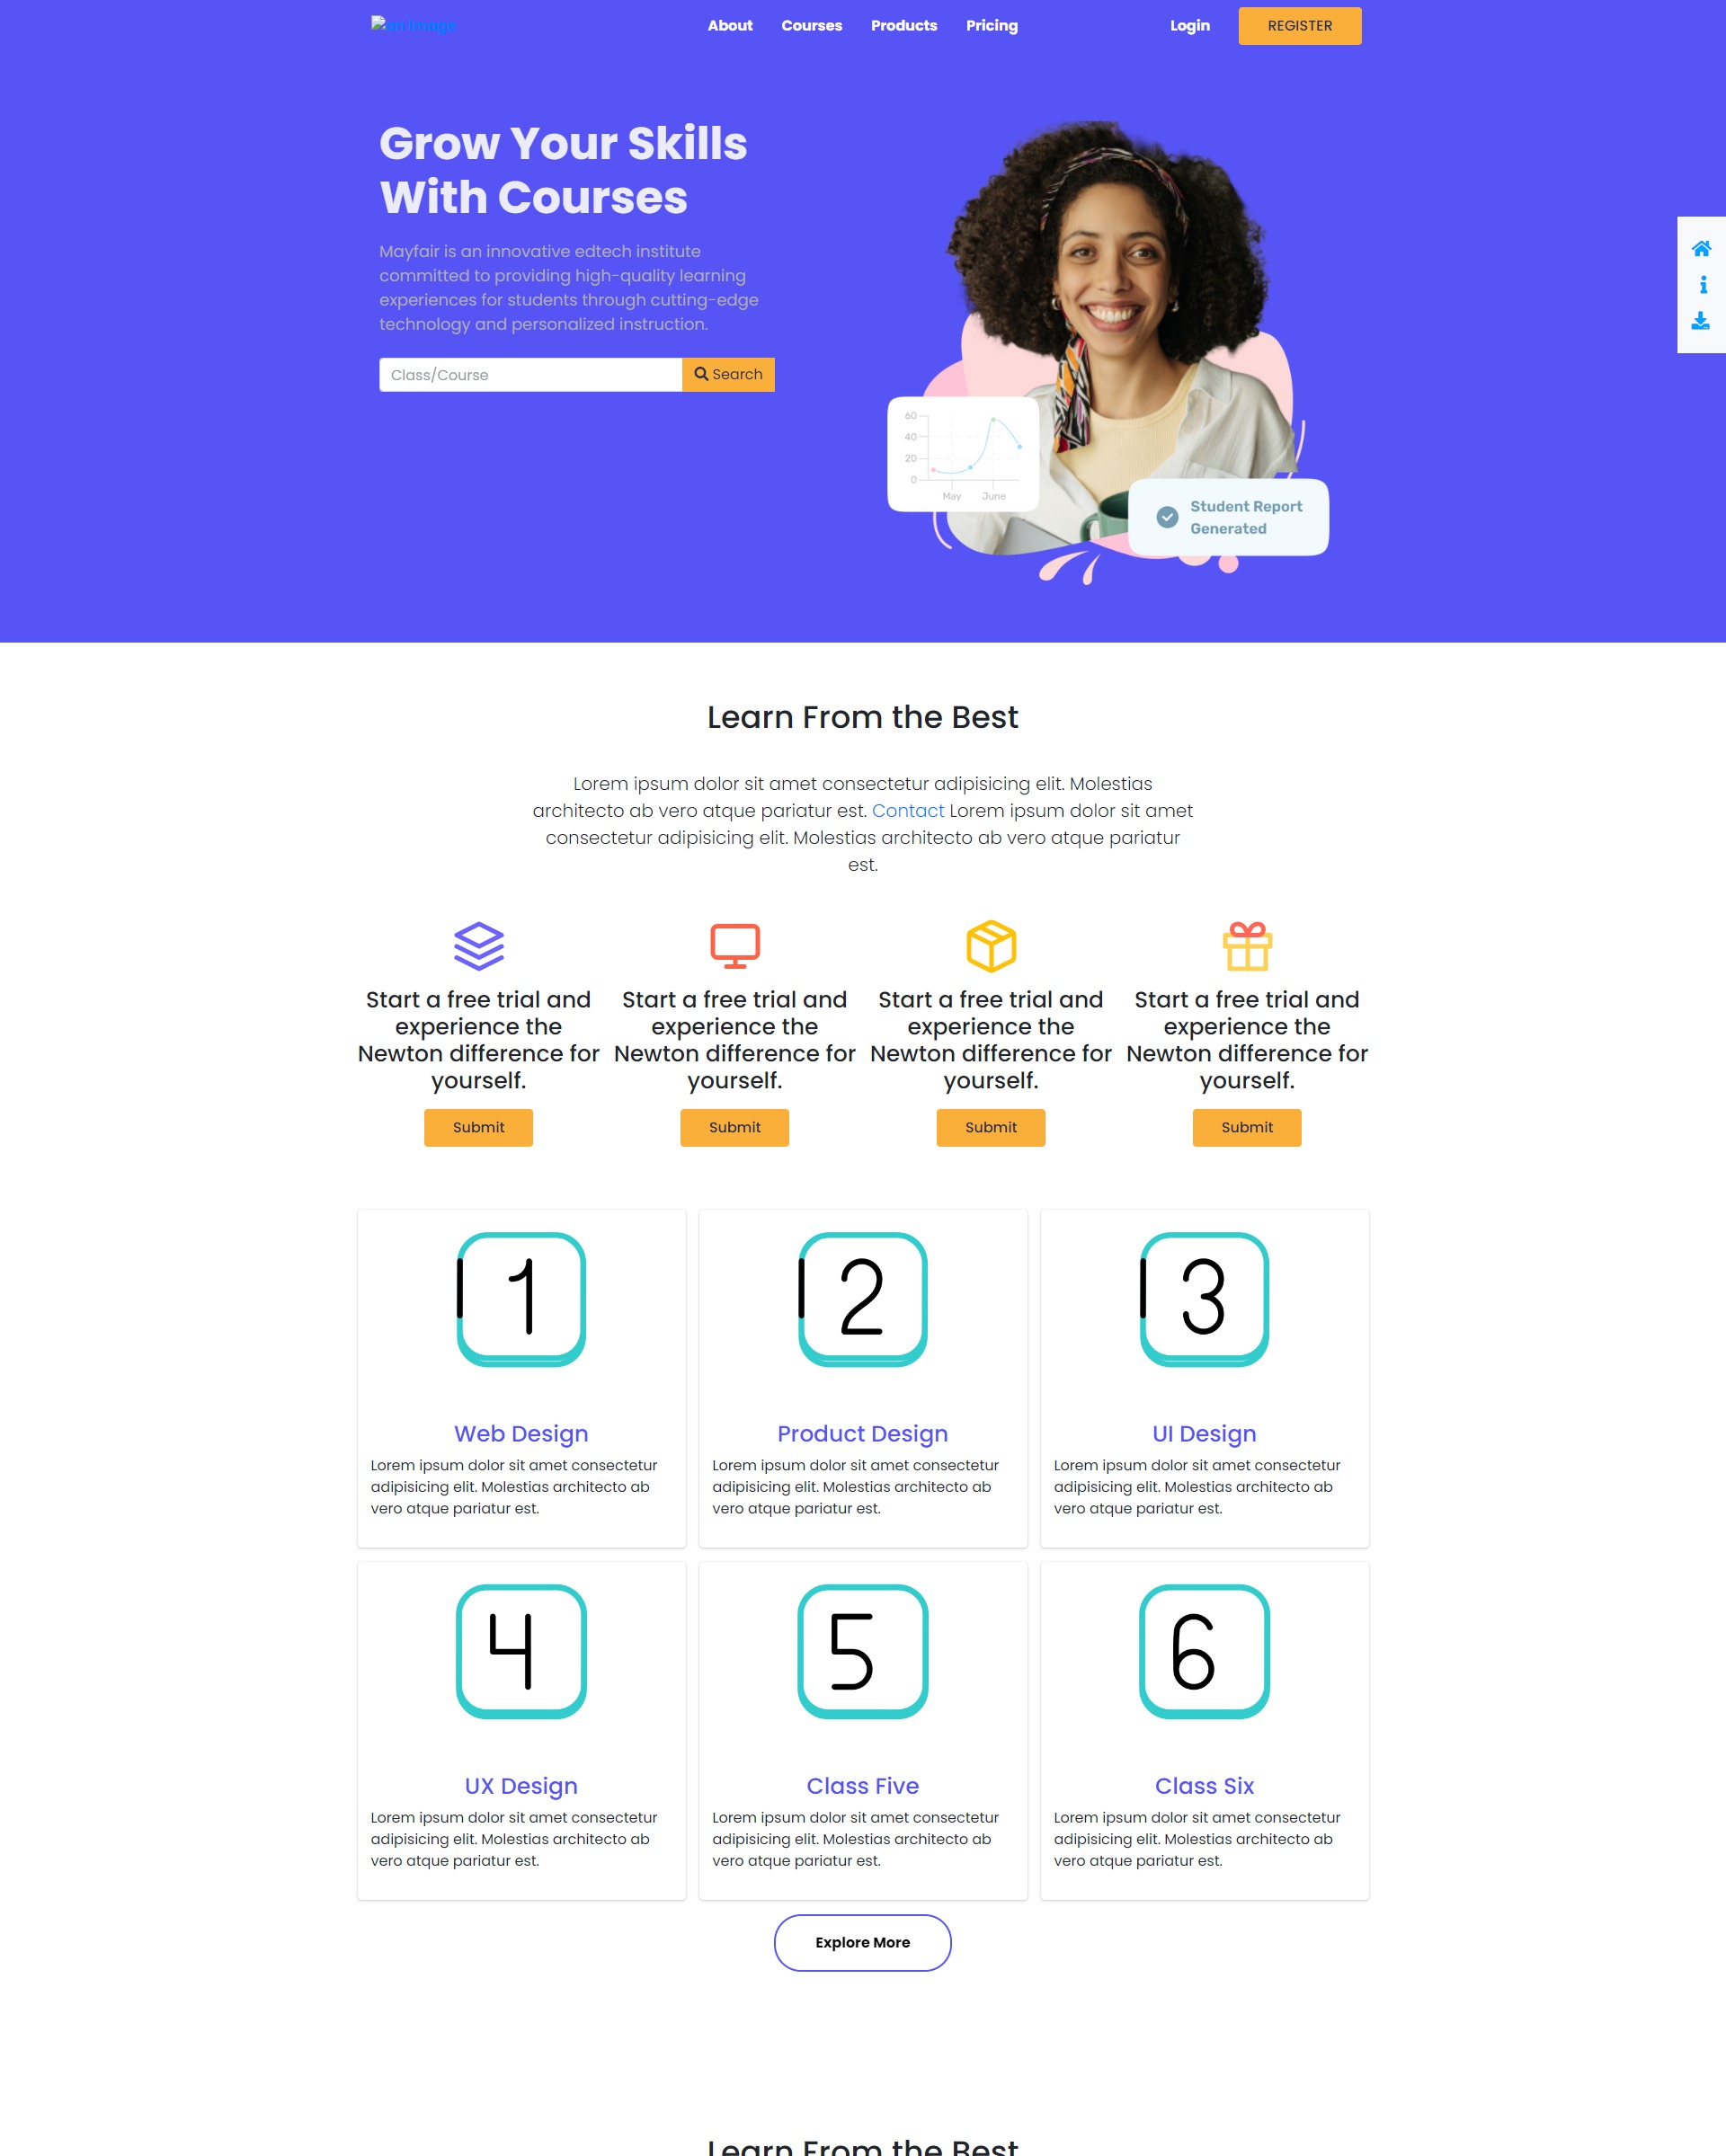 an image
About Courses Products Pricing Login REGISTER
Grow Your Skills
With Courses
Mayfair is an innovative edtech institute
committed to providing high-quality learning
experiences for students through cutting-edge
technology and personalized instruction.
Class/Course Search
60
40
20
0
May June
Student Report
Generated
Learn From the Best
Lorem ipsum dolor sit amet consectetur adipisicing elit. Molestias
architecto ab vero atque pariatur est. Contact Lorem ipsum dolor sit amet
consectetur adipisicing elit. Molestias architecto ab vero atque pariatur
est.
Start a free trial and
experience the
Newton difference for
yourself.
Submit
Start a free trial and
experience the
Newton difference for
yourself.
Submit
Start a free trial and
experience the
Newton difference for
yourself.
Submit
Start a free trial and
experience the
Newton difference for
yourself.
Submit
1
Web Design
Lorem ipsum dolor sit amet consectetur
adipisicing elit. Molestias architecto ab
vero atque pariatur est.
2
Product Design
Lorem ipsum dolor sit amet consectetur
adipisicing elit. Molestias architecto ab
vero atque pariatur est.
3
UI Design
Lorem ipsum dolor sit amet consectetur
adipisicing elit. Molestias architecto ab
vero atque pariatur est.
4
UX Design
Lorem ipsum dolor sit amet consectetur
adipisicing elit. Molestias architecto ab
vero atque pariatur est.
5
Class Five
Lorem ipsum dolor sit amet consectetur
adipisicing elit. Molestias architecto ab
vero atque pariatur est.
6
Class Six
Lorem ipsum dolor sit amet consectetur
adipisicing elit. Molestias architecto ab
vero atque pariatur est.
Explore More
Learn From the Best